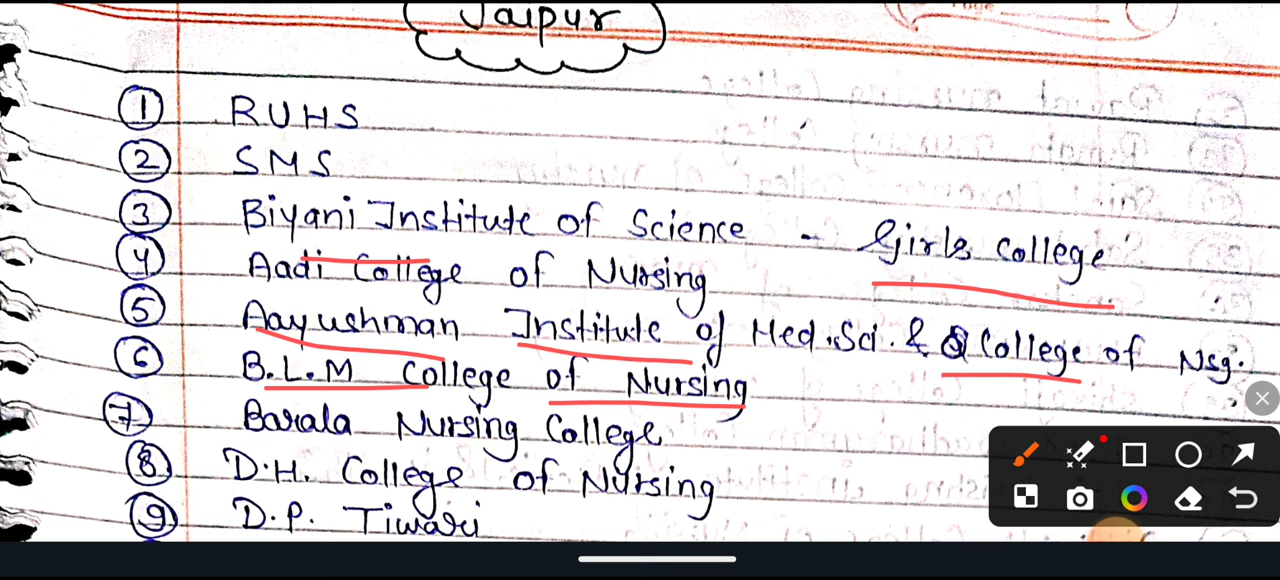 Jaipur
① RUHS
② SMS
③ Biyani Institute of Science - Girls College
④ Aadi College of Nursing
⑤ Aayushman Institute of Med. Sci. & College of Nsg.
⑥ B.L.M College of Nursing
⑦ Barala Nursing College
⑧ D.H. College of Nursing
⑨ D.P. Tiwari